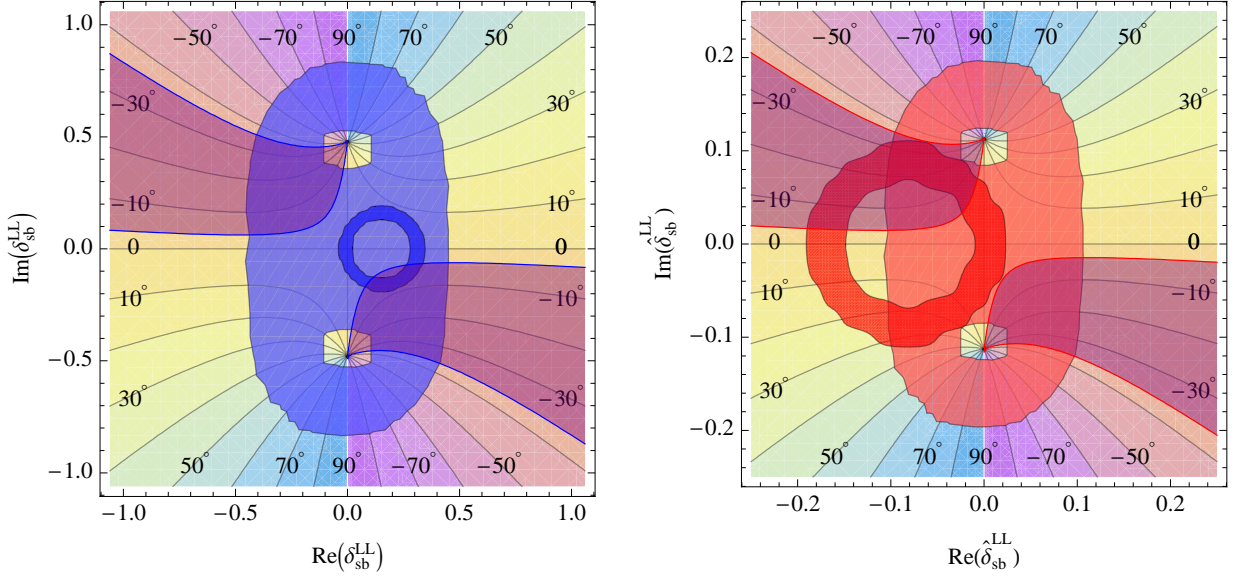 −50° −70° 90° 70° 50°
−30° 30°
−10° 10°
0 0
10° −10°
30° −30°
50° 70° 90° −70° −50°
1.0
0.5
0.0
−0.5
−1.0
−1.0 −0.5 0.0 0.5 1.0
Im(δ_sb^LL)
Re(δ_sb^LL)
−50° −70° 90° 70° 50°
−30° 30°
−10° 10°
0 0
10° −10°
30° −30°
50° 70° 90° −70° −50°
0.2
0.1
0.0
−0.1
−0.2
−0.2 −0.1 0.0 0.1 0.2
Im(δ̂_sb^LL)
Re(δ̂_sb^LL)